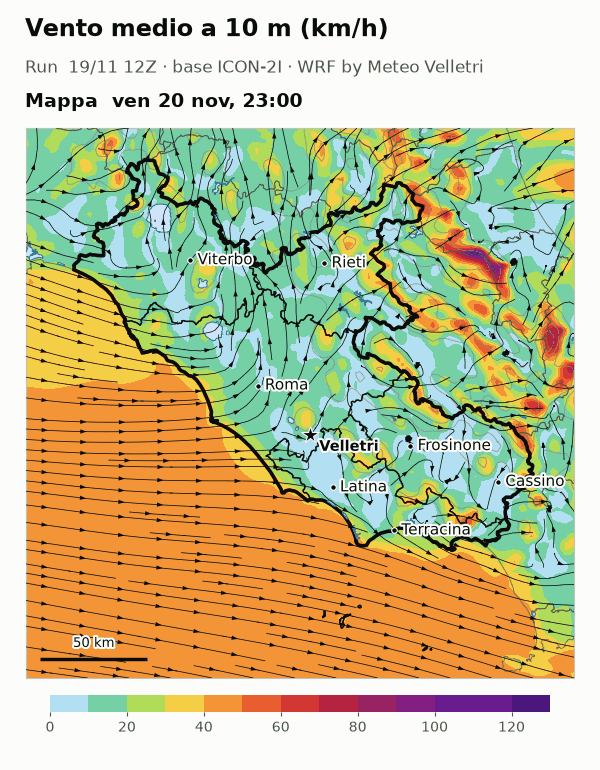 Vento medio a 10 m (km/h)
Run  19/11 12Z · base ICON-2I · WRF by Meteo Velletri
Mappa  ven 20 nov, 23:00
Viterbo
Rieti
Roma
Velletri
Frosinone
Latina
Cassino
Terracina
50 km
0 20 40 60 80 100 120